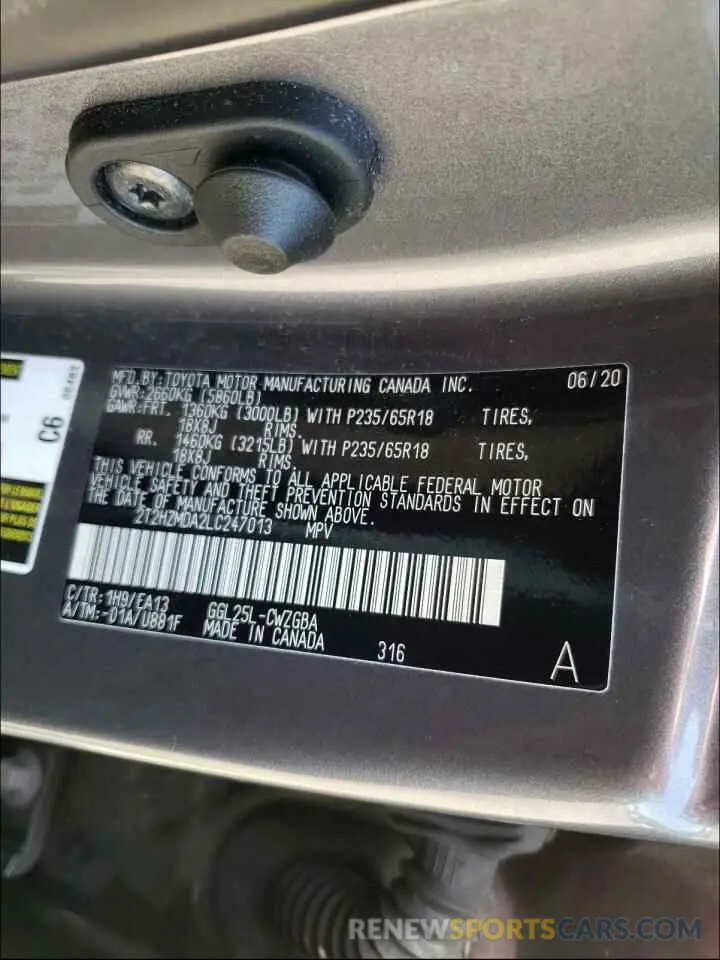 MFD.BY:TOYOTA MOTOR MANUFACTURING CANADA INC. 06/20
GVWR:2660KG (5860LB)
GAWR:FRT. 1360KG (3000LB) WITH P235/65R18 TIRES,
18X8J RIMS.
RR. 1460KG (3215LB) WITH P235/65R18 TIRES,
18X8J RIMS.
THIS VEHICLE CONFORMS TO ALL APPLICABLE FEDERAL MOTOR
VEHICLE SAFETY AND THEFT PREVENTION STANDARDS IN EFFECT ON
THE DATE OF MANUFACTURE SHOWN ABOVE.
2T2HZMDA2LC247013 MPV
C/TR:1H9/EA13 GGL25L-CWZGBA
A/TM:-01A/U881F MADE IN CANADA 316
A
C6
RENEWSPORTSCARS.COM